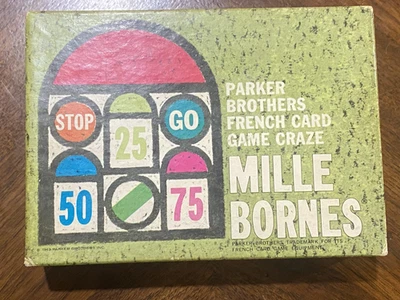 PARKER
BROTHERS
FRENCH CARD
GAME CRAZE
MILLE
BORNES
PARKER BROTHERS TRADEMARK FOR ITS
FRENCH CARD GAME EQUIPMENT
STOP
25
GO
50
75